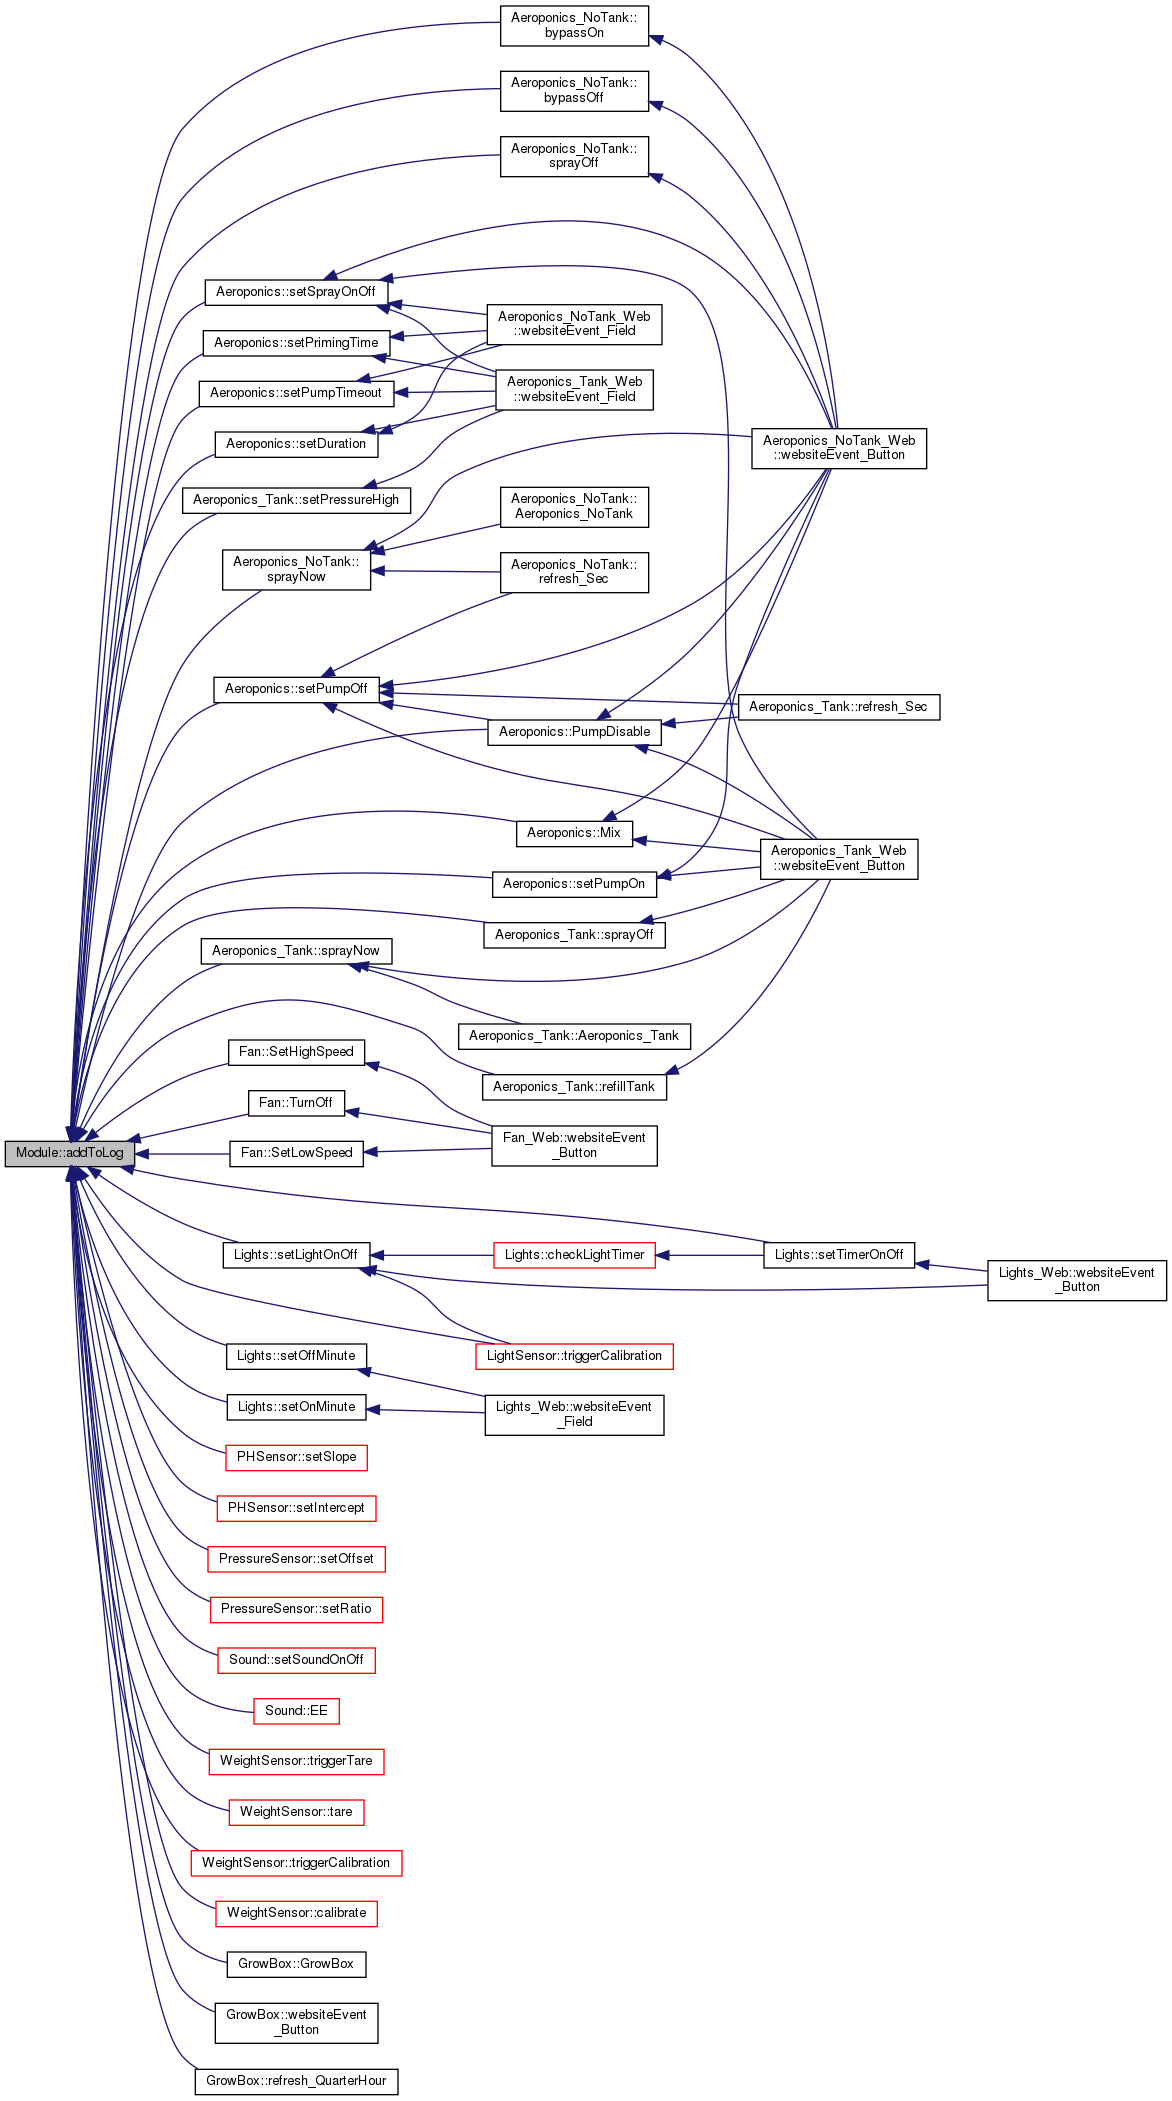 Aeroponics_NoTank::
bypassOn
Aeroponics_NoTank::
bypassOff
Aeroponics_NoTank::
sprayOff
Aeroponics::setSprayOnOff
Aeroponics_NoTank_Web
::websiteEvent_Field
Aeroponics::setPrimingTime
Aeroponics::setPumpTimeout
Aeroponics_Tank_Web
::websiteEvent_Field
Aeroponics::setDuration
Aeroponics_NoTank_Web
::websiteEvent_Button
Aeroponics_Tank::setPressureHigh
Aeroponics_NoTank::
Aeroponics_NoTank
Aeroponics_NoTank::
sprayNow
Aeroponics_NoTank::
refresh_Sec
Aeroponics::setPumpOff
Aeroponics_Tank::refresh_Sec
Aeroponics::PumpDisable
Aeroponics::Mix
Aeroponics_Tank_Web
::websiteEvent_Button
Aeroponics::setPumpOn
Aeroponics_Tank::sprayOff
Aeroponics_Tank::sprayNow
Aeroponics_Tank::Aeroponics_Tank
Fan::SetHighSpeed
Aeroponics_Tank::refillTank
Fan::TurnOff
Fan_Web::websiteEvent
_Button
Module::addToLog
Fan::SetLowSpeed
Lights::setLightOnOff
Lights::checkLightTimer
Lights::setTimerOnOff
Lights_Web::websiteEvent
_Button
Lights::setOffMinute
LightSensor::triggerCalibration
Lights::setOnMinute
Lights_Web::websiteEvent
_Field
PHSensor::setSlope
PHSensor::setIntercept
PressureSensor::setOffset
PressureSensor::setRatio
Sound::setSoundOnOff
Sound::EE
WeightSensor::triggerTare
WeightSensor::tare
WeightSensor::triggerCalibration
WeightSensor::calibrate
GrowBox::GrowBox
GrowBox::websiteEvent
_Button
GrowBox::refresh_QuarterHour